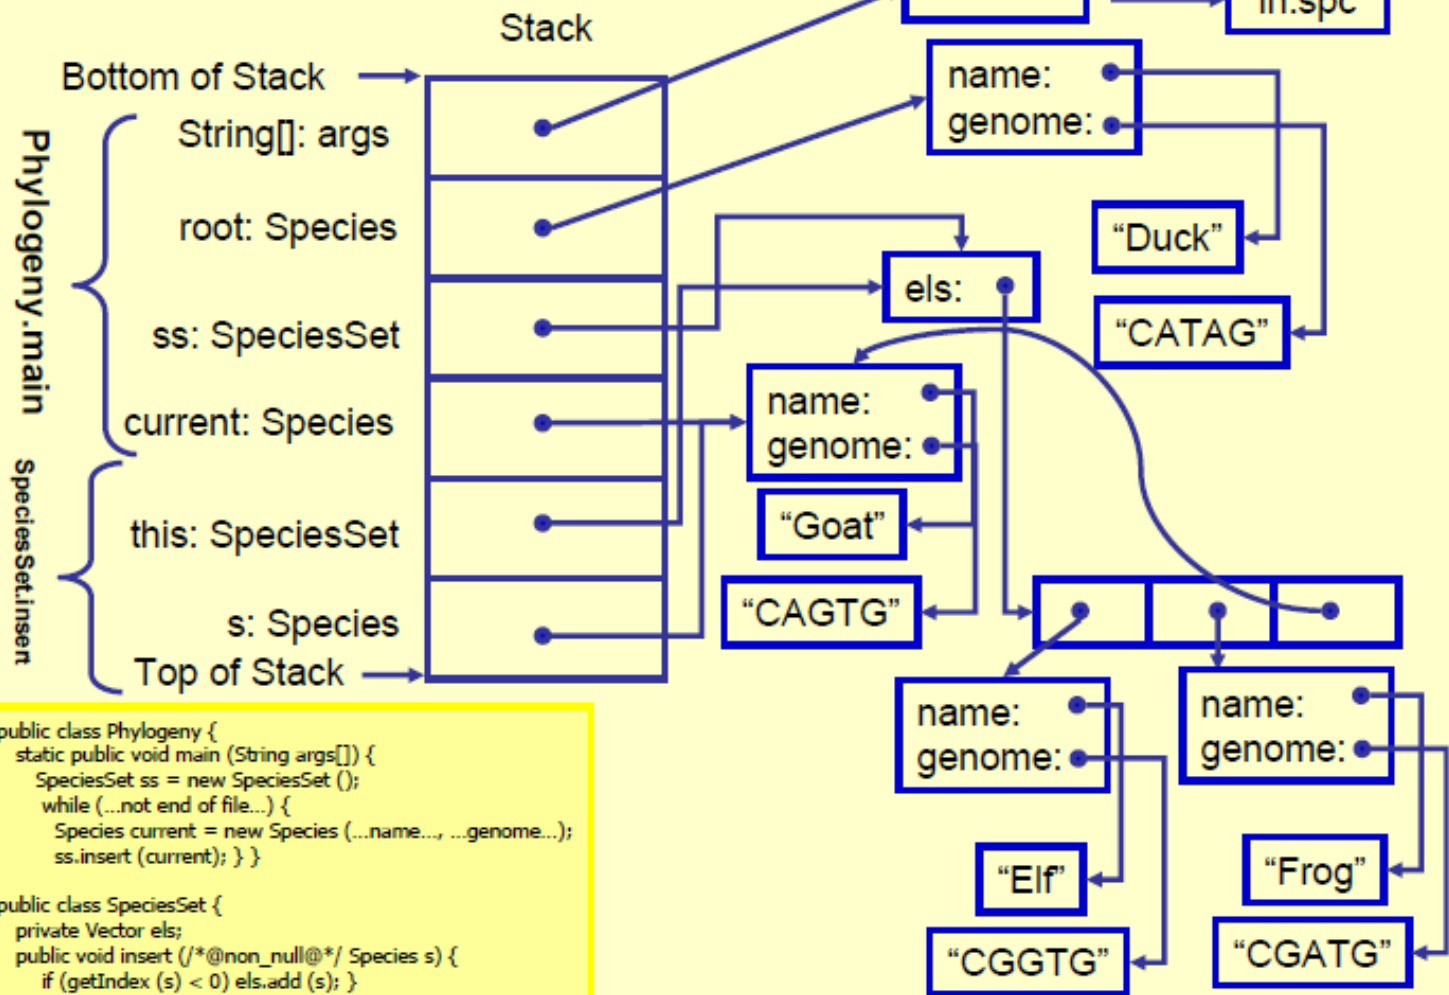 Stack
in.spc
Bottom of Stack
String[]: args
root: Species
ss: SpeciesSet
current: Species
this: SpeciesSet
s: Species
Top of Stack
Phylogeny.main
SpeciesSet.insert
name:
genome:
“Duck”
“CATAG”
els:
name:
genome:
“Goat”
“CAGTG”
name:
genome:
“Elf”
“CGGTG”
name:
genome:
“Frog”
“CGATG”
public class Phylogeny {
static public void main (String args[]) {
SpeciesSet ss = new SpeciesSet ();
while (...not end of file...) {
Species current = new Species (...name..., ...genome...);
ss.insert (current); } }
public class SpeciesSet {
private Vector els;
public void insert (/*@non_null@*/ Species s) {
if (getIndex (s) < 0) els.add (s); }